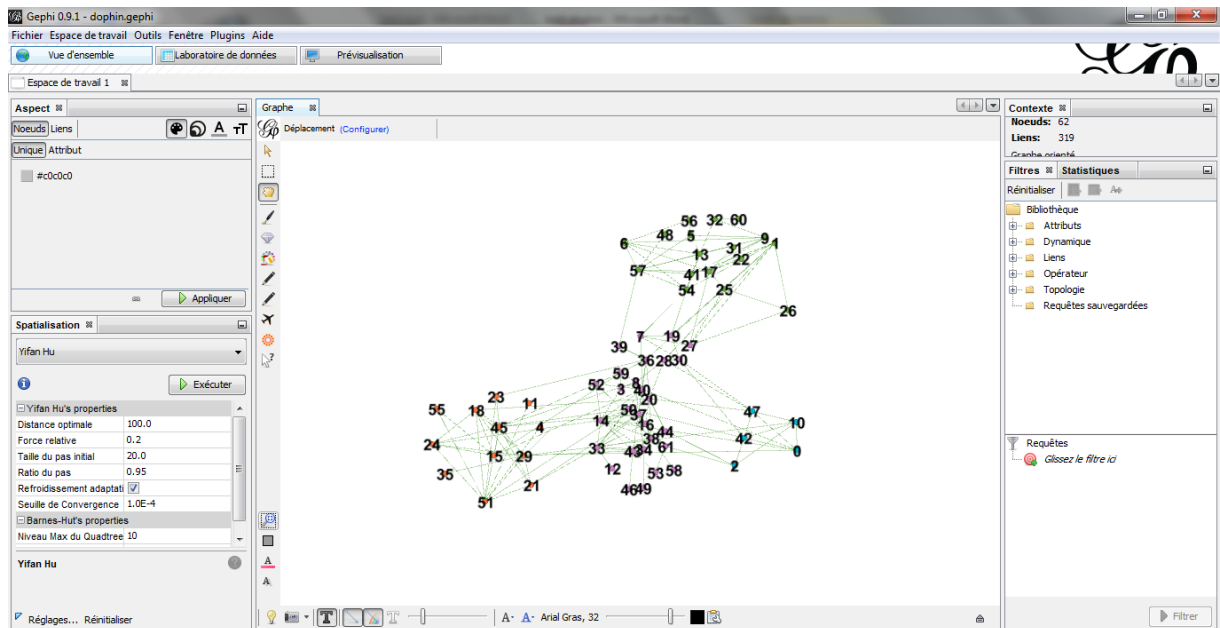 Gephi 0.9.1 - dophin.gephi
Fichier Espace de travail Outils Fenêtre Plugins Aide
Vue d'ensemble Laboratoire de données Prévisualisation
Espace de travail 1
Aspect
Noeuds Liens
Unique Attribut
#c0c0c0
Appliquer
Spatialisation
Yifan Hu
Exécuter
Yifan Hu's properties
Distance optimale 100.0
Force relative 0.2
Taille du pas initial 20.0
Ratio du pas 0.95
Refroidissement adaptati
Seuille de Convergence 1.0E-4
Barnes-Hut's properties
Niveau Max du Quadtree 10
Yifan Hu
Réglages... Réinitialiser
Graphe
Déplacement (Configurer)
56 32 60
48 5 9 1
6 13 31 22
57 41 17
54 25
26
7 19
39 27
36 28 30
59
52 3 8 40
20
23 11
55 18 50 37 47
14 16 10
45 4 44
24 38 42
33 43 34 61 0
15 29
12 2
35 53 58
21 46 49
51
Arial Gras, 32
Contexte
Noeuds: 62
Liens: 319
Graphe orienté
Filtres Statistiques
Réinitialiser
Bibliothèque
Attributs
Dynamique
Liens
Opérateur
Topologie
Requêtes sauvegardées
Requêtes
Glissez le filtre ici
Filtrer